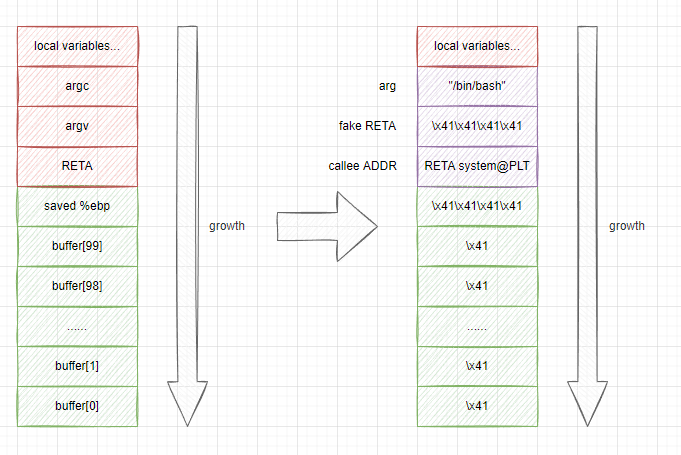 local variables...
argc
argv
RETA
saved %ebp
buffer[99]
buffer[98]
......
buffer[1]
buffer[0]
growth
arg
fake RETA
callee ADDR
local variables...
"/bin/bash"
\x41\x41\x41\x41
RETA system@PLT
\x41\x41\x41\x41
\x41
\x41
......
\x41
\x41
growth